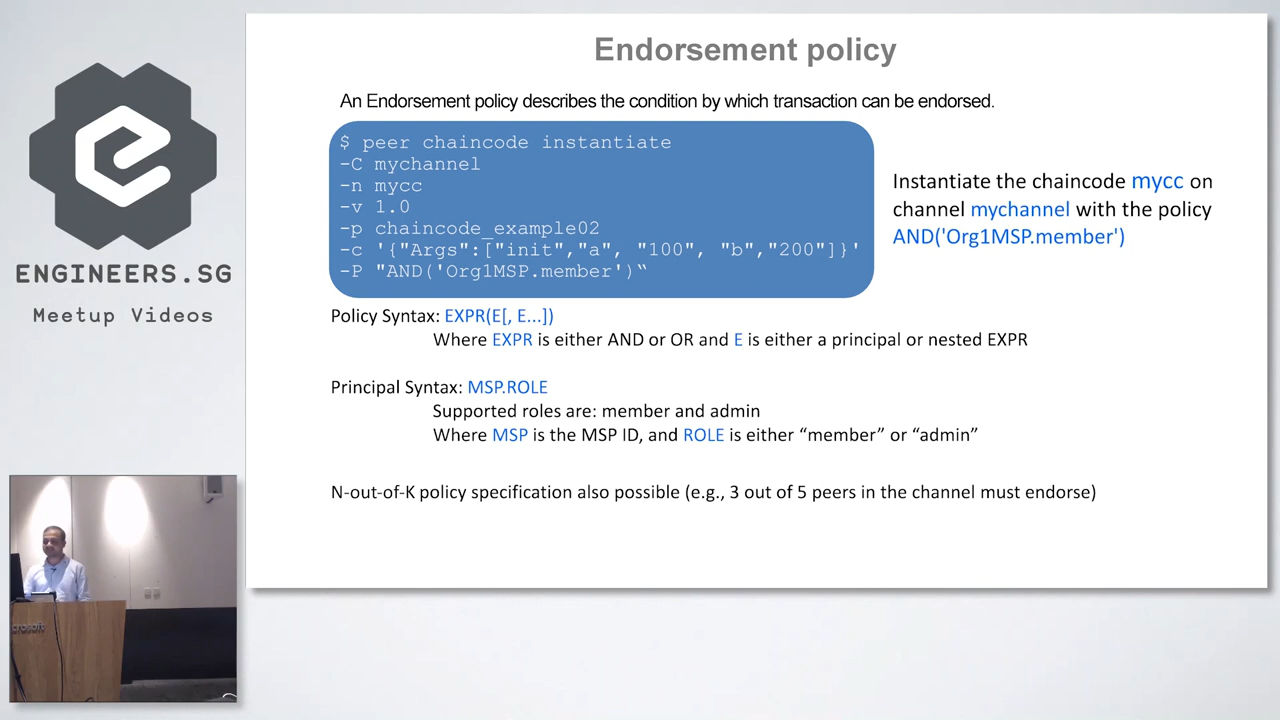 Endorsement policy
An Endorsement policy describes the condition by which transaction can be endorsed.
$ peer chaincode instantiate
-C mychannel
-n mycc
-v 1.0
-p chaincode_example02
-c '{"Args":["init","a", "100", "b","200"]}'
-P "AND('Org1MSP.member')“
Instantiate the chaincode mycc on
channel mychannel with the policy
AND('Org1MSP.member')
Policy Syntax: EXPR(E[, E...])
Where EXPR is either AND or OR and E is either a principal or nested EXPR
Principal Syntax: MSP.ROLE
Supported roles are: member and admin
Where MSP is the MSP ID, and ROLE is either “member” or “admin”
N-out-of-K policy specification also possible (e.g., 3 out of 5 peers in the channel must endorse)
ENGINEERS.SG
Meetup Videos